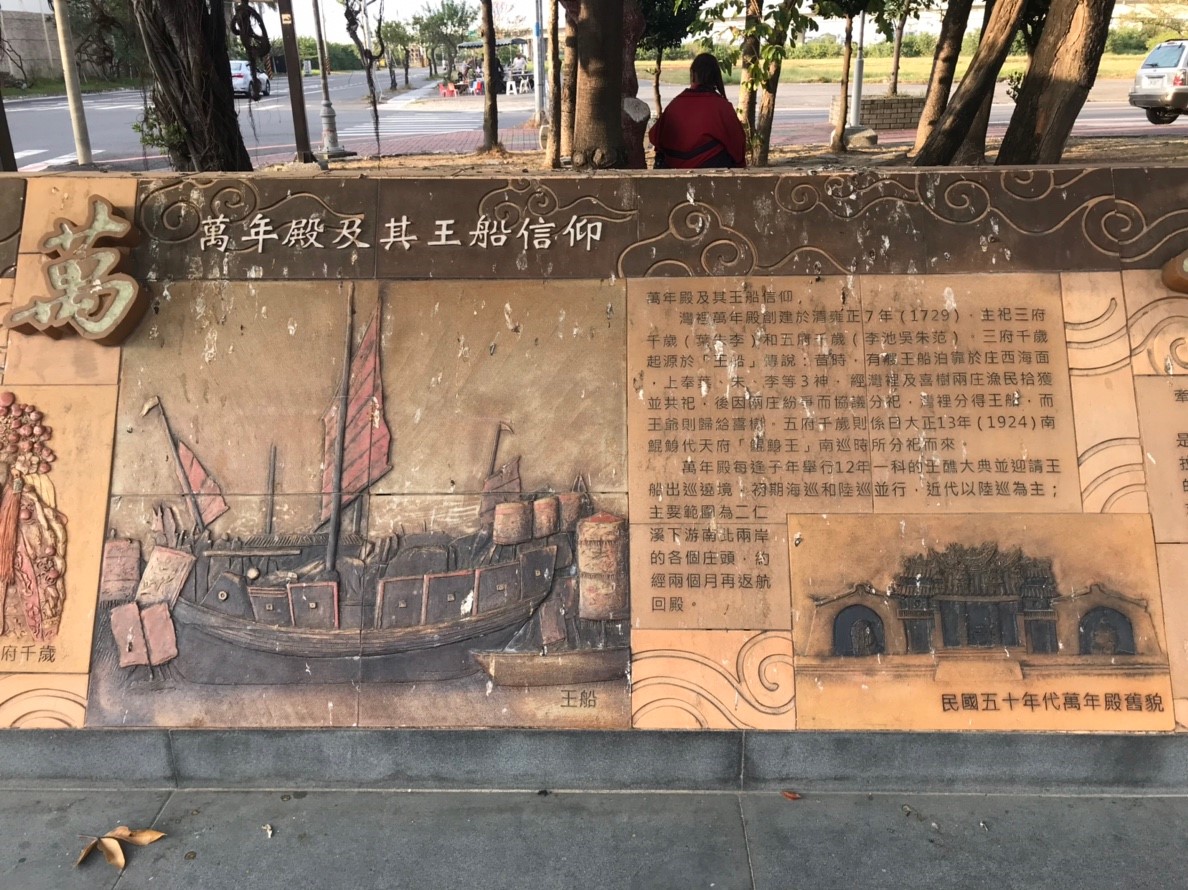 萬年殿及其王船信仰
萬
萬年殿及其王船信仰
灣裡萬年殿創建於清雍正7年(1729)，主祀三府
千歲(葉朱李)和五府千歲(李池吳朱范)。三府千歲
起源於「王船」傳說：昔時，有艘王船泊靠於庄西海面
，上奉葉、朱、李等3神，經灣裡及喜樹兩庄漁民拾獲
並共祀，後因兩庄紛爭而協議分祀，灣裡分得王船，而
王爺則歸給喜樹。五府千歲則係日大正13年(1924)南
鯤鯓代天府「鯤鯓王」南巡時所分祀而來。
萬年殿每逢子年舉行12年一科的王醮大典並迎請王
船出巡遶境，初期海巡和陸巡並行，近代以陸巡為主；
主要範圍為二仁
溪下游南北兩岸
的各個庄頭，約
經兩個月再返航
回殿。
府千歲
王船
民國五十年代萬年殿舊貌